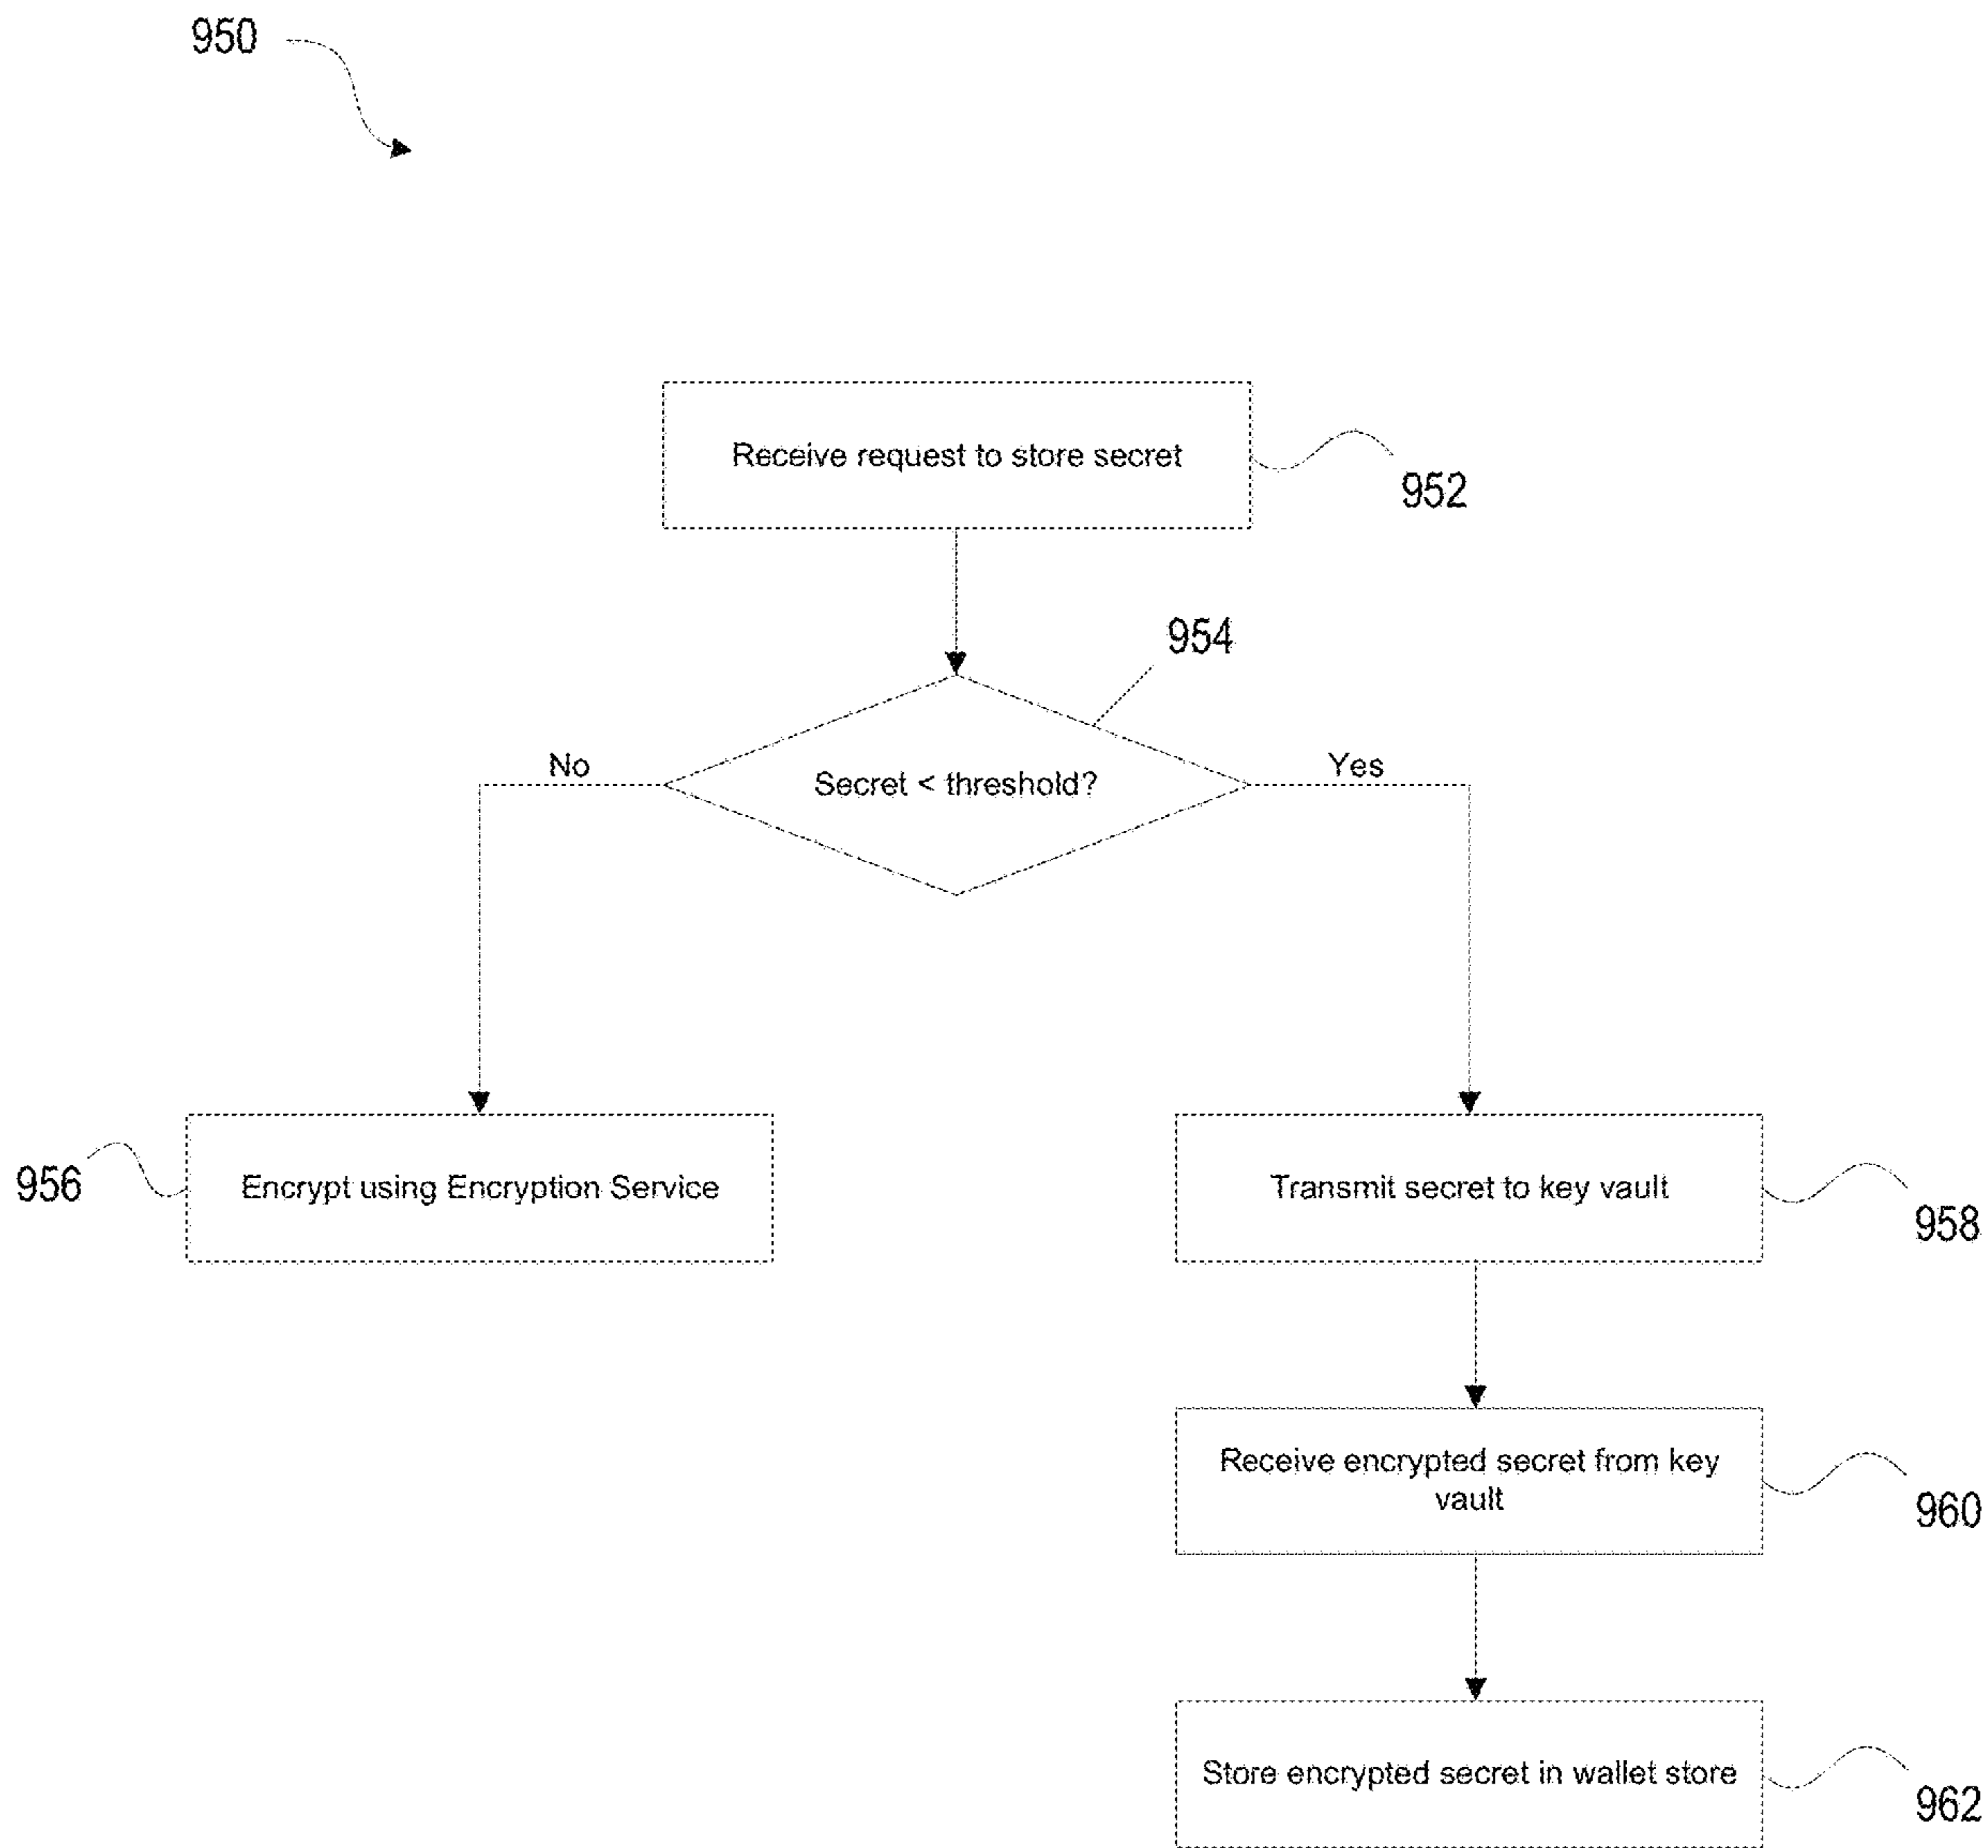 950
Receive request to store secret
952
954
No
Secret < threshold?
Yes
956
Encrypt using Encryption Service
Transmit secret to key vault
958
Receive encrypted secret from key
vault
960
Store encrypted secret in wallet store
962